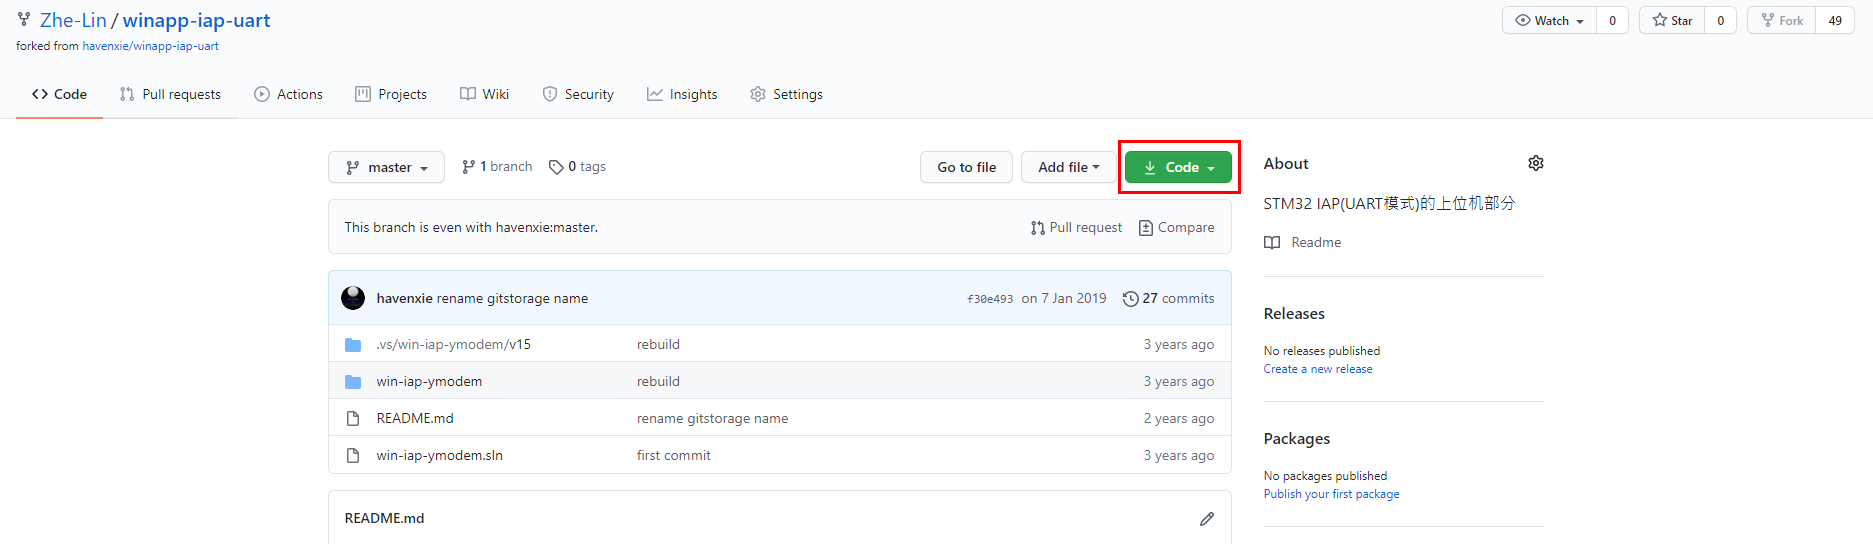 Zhe-Lin / winapp-iap-uart
Watch 0 Star 0 Fork 49
forked from havenxie/winapp-iap-uart
Code Pull requests Actions Projects Wiki Security Insights Settings
master 1 branch 0 tags Go to file Add file Code
This branch is even with havenxie:master. Pull request Compare
havenxie rename gitstorage name f30e493 on 7 Jan 2019 27 commits
.vs/win-iap-ymodem/v15 rebuild 3 years ago
win-iap-ymodem rebuild 3 years ago
README.md rename gitstorage name 2 years ago
win-iap-ymodem.sln first commit 3 years ago
README.md
About
STM32 IAP(UART模式)的上位机部分
Readme
Releases
No releases published
Create a new release
Packages
No packages published
Publish your first package